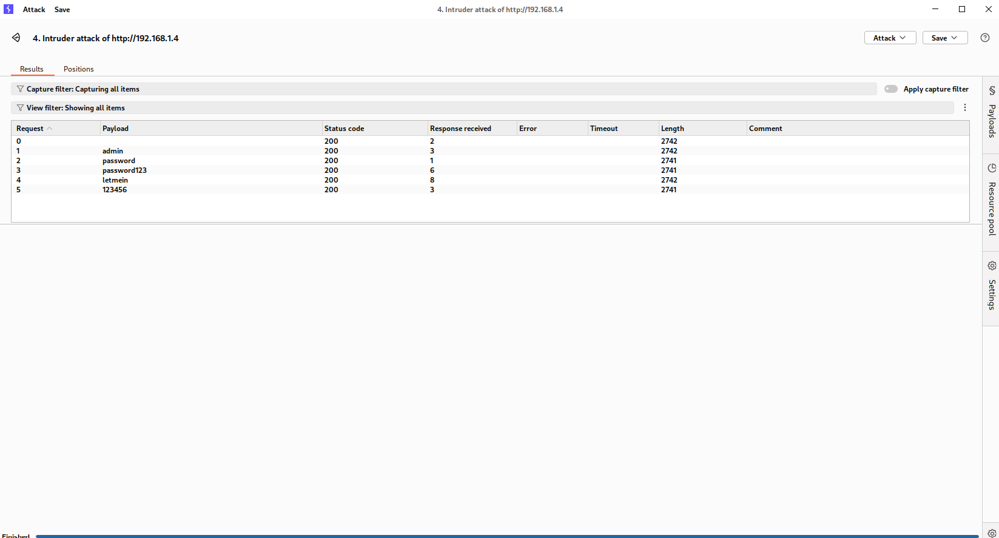 Attack Save 4. Intruder attack of http://192.168.1.4
4. Intruder attack of http://192.168.1.4 Attack Save
Results Positions
Capture filter: Capturing all items Apply capture filter
View filter: Showing all items
Request Payload Status code Response received Error Timeout Length Comment
0 200 2 2742
1 admin 200 3 2742
2 password 200 1 2741
3 password123 200 6 2741
4 letmein 200 8 2742
5 123456 200 3 2741
Payloads
Resource pool
Settings
Finished